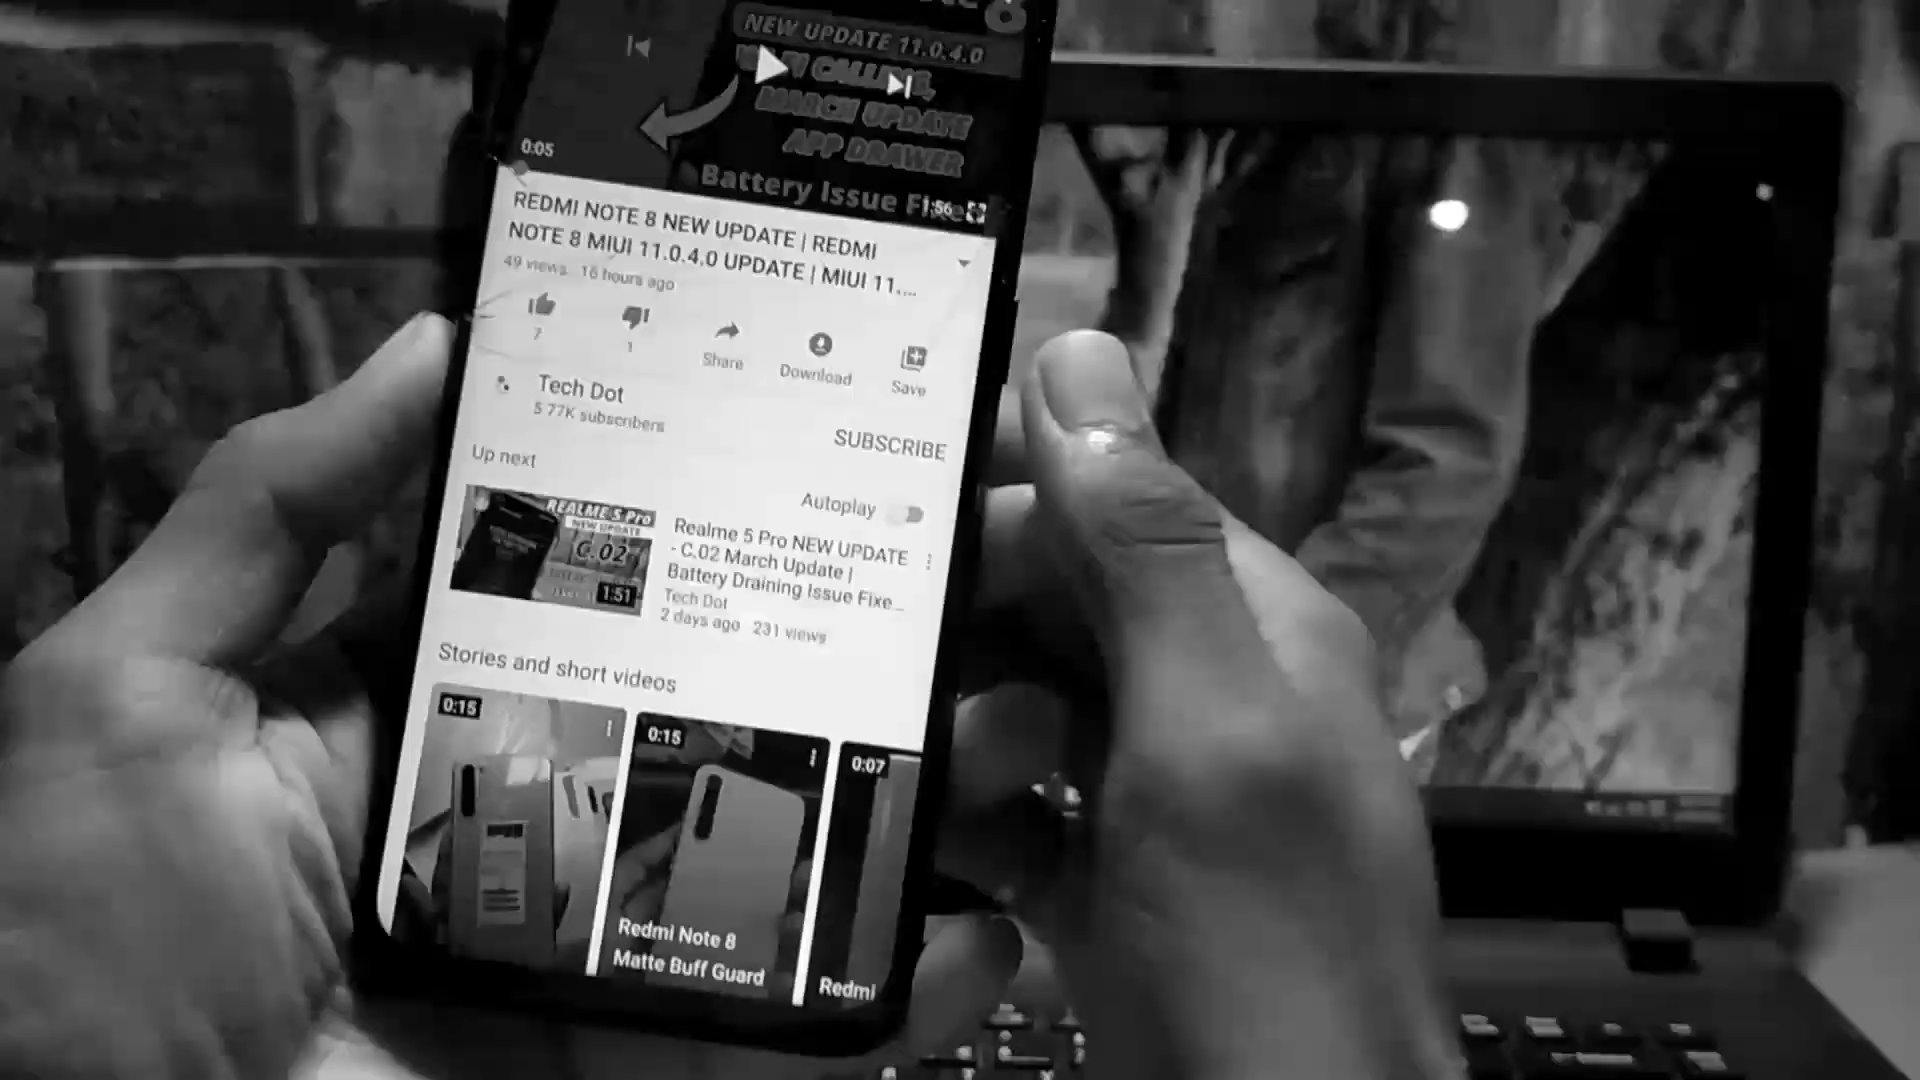 NEW UPDATE 11.0.4.0
CALLING,
MARCH UPDATE
APP DRAWER
Battery Issue Fixe
0:05
1:56
REDMI NOTE 8 NEW UPDATE | REDMI
NOTE 8 MIUI 11.0.4.0 UPDATE | MIUI 11....
49 views 16 hours ago
7
1
Share
Download
Save
Tech Dot
5.77K subscribers
SUBSCRIBE
Up next
Autoplay
REALME 5 Pro
NEW UPDATE
C.02
1:51
Realme 5 Pro NEW UPDATE
- C.02 March Update |
Battery Draining Issue Fixe...
Tech Dot
2 days ago 231 views
Stories and short videos
0:15
0:15
0:07
Redmi Note 8
Matte Buff Guard
Redmi